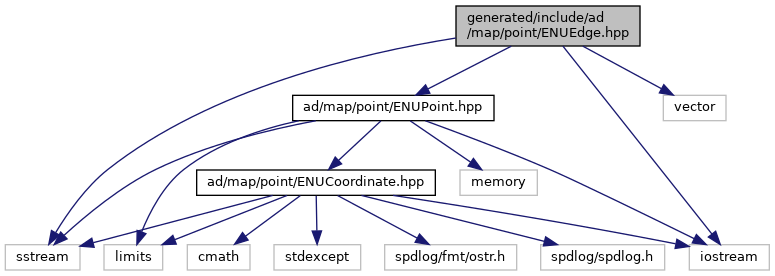 generated/include/ad
/map/point/ENUEdge.hpp
ad/map/point/ENUPoint.hpp
vector
ad/map/point/ENUCoordinate.hpp
memory
sstream
limits
cmath
stdexcept
spdlog/fmt/ostr.h
spdlog/spdlog.h
iostream